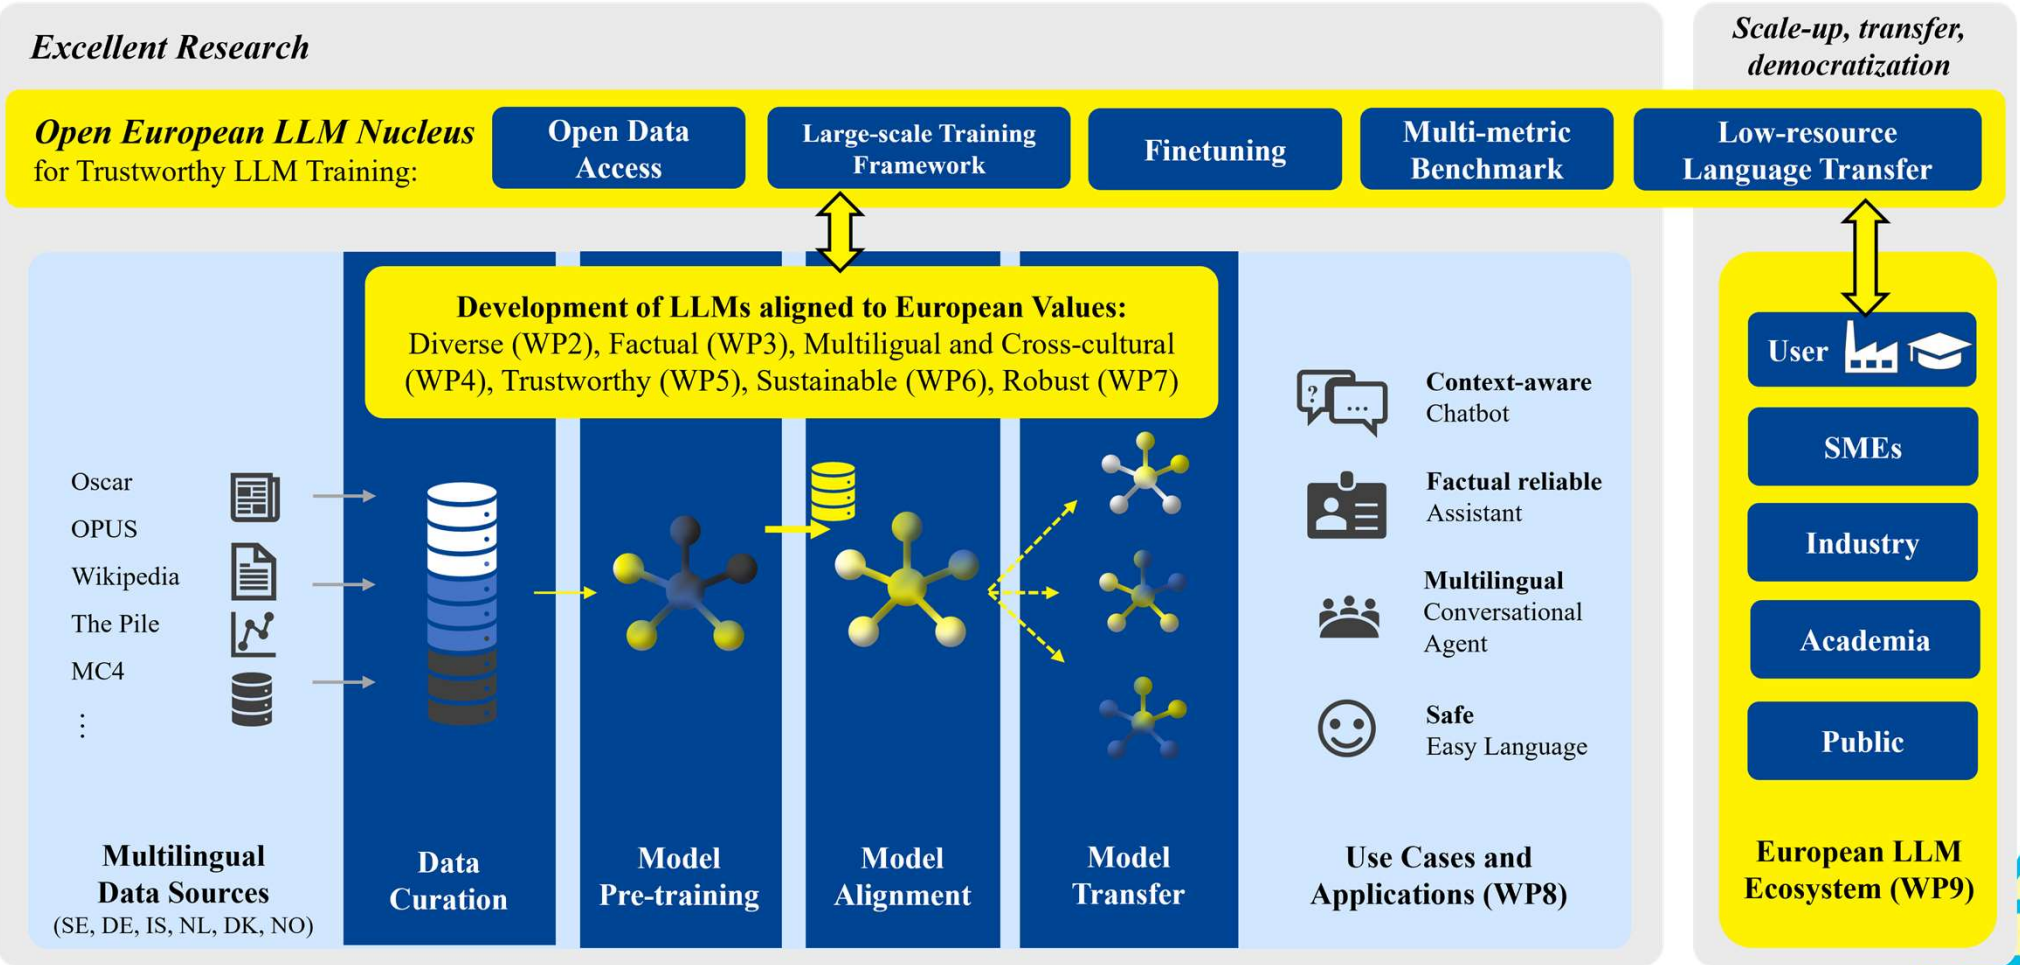 Excellent Research
Scale-up, transfer,
democratization
Open European LLM Nucleus
for Trustworthy LLM Training:
Open Data
Access
Large-scale Training
Framework
Finetuning
Multi-metric
Benchmark
Low-resource
Language Transfer
Development of LLMs aligned to European Values:
Diverse (WP2), Factual (WP3), Multiligual and Cross-cultural
(WP4), Trustworthy (WP5), Sustainable (WP6), Robust (WP7)
Oscar
OPUS
Wikipedia
The Pile
MC4
⋮
Multilingual
Data Sources
(SE, DE, IS, NL, DK, NO)
Data
Curation
Model
Pre-training
Model
Alignment
Model
Transfer
?
...
Context-aware
Chatbot
Factual reliable
Assistant
Multilingual
Conversational
Agent
Safe
Easy Language
Use Cases and
Applications (WP8)
User
SMEs
Industry
Academia
Public
European LLM
Ecosystem (WP9)